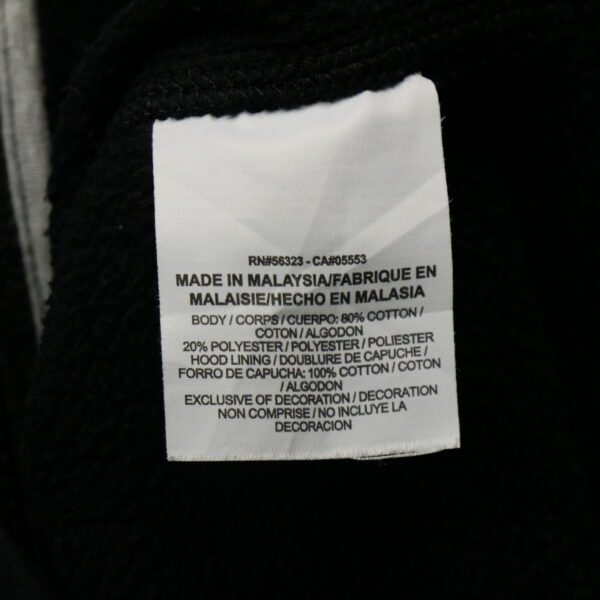 RN#56323 - CA#05553
MADE IN MALAYSIA/FABRIQUE EN
MALAISIE/HECHO EN MALASIA
BODY / CORPS / CUERPO: 80% COTTON /
COTON / ALGODON
20% POLYESTER / POLYESTER / POLIESTER
HOOD LINING / DOUBLURE DE CAPUCHE /
FORRO DE CAPUCHA: 100% COTTON / COTON
/ ALGODON
EXCLUSIVE OF DECORATION / DECORATION
NON COMPRISE / NO INCLUYE LA
DECORACION